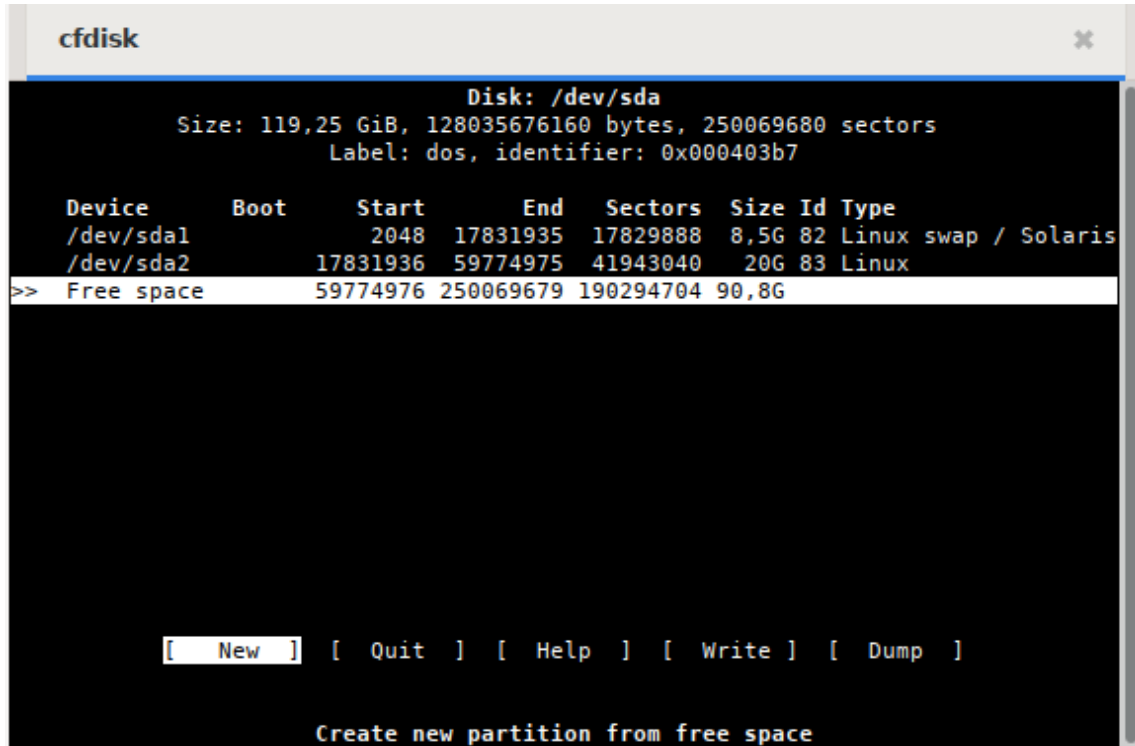 cfdisk
Disk: /dev/sda
Size: 119,25 GiB, 128035676160 bytes, 250069680 sectors
Label: dos, identifier: 0x000403b7
Device Boot Start End Sectors Size Id Type
/dev/sda1 2048 17831935 17829888 8,5G 82 Linux swap / Solaris
/dev/sda2 17831936 59774975 41943040 20G 83 Linux
>> Free space 59774976 250069679 190294704 90,8G
[ New ] [ Quit ] [ Help ] [ Write ] [ Dump ]
Create new partition from free space